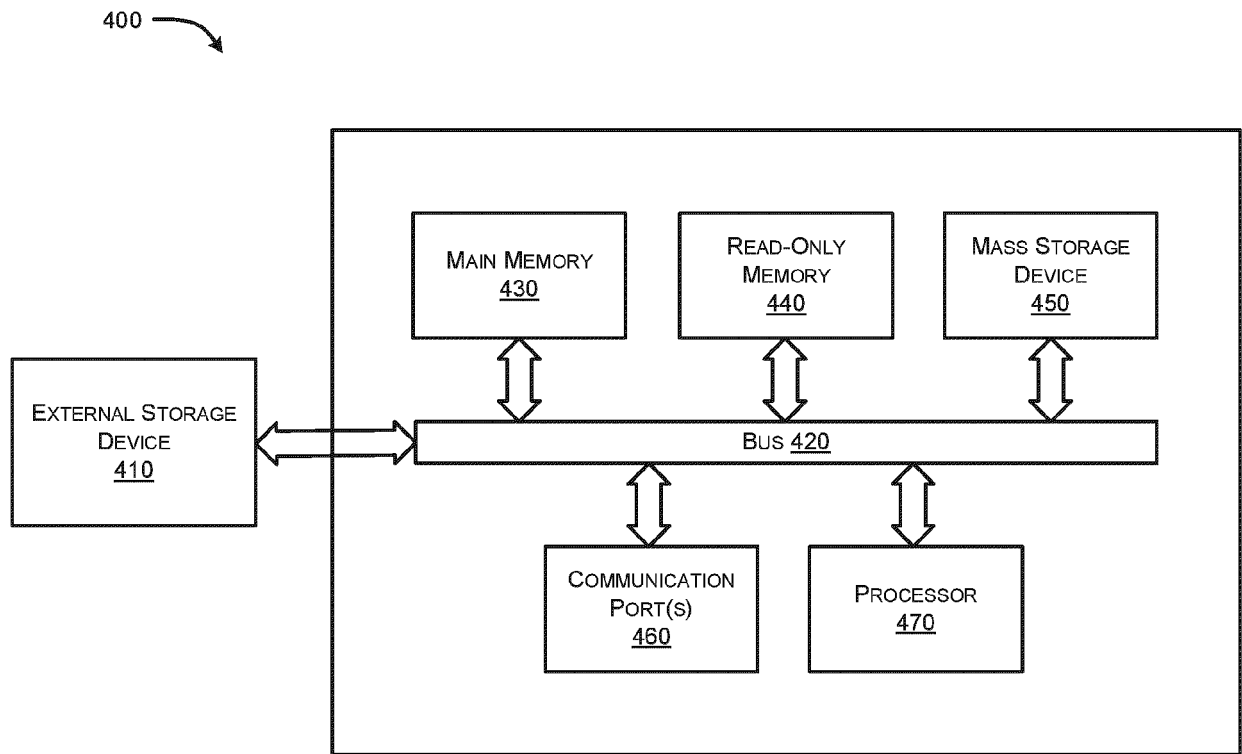 400
MAIN MEMORY
430
READ-ONLY
MEMORY
440
MASS STORAGE
DEVICE
450
EXTERNAL STORAGE
DEVICE
410
BUS 420
COMMUNICATION
PORT(S)
460
PROCESSOR
470